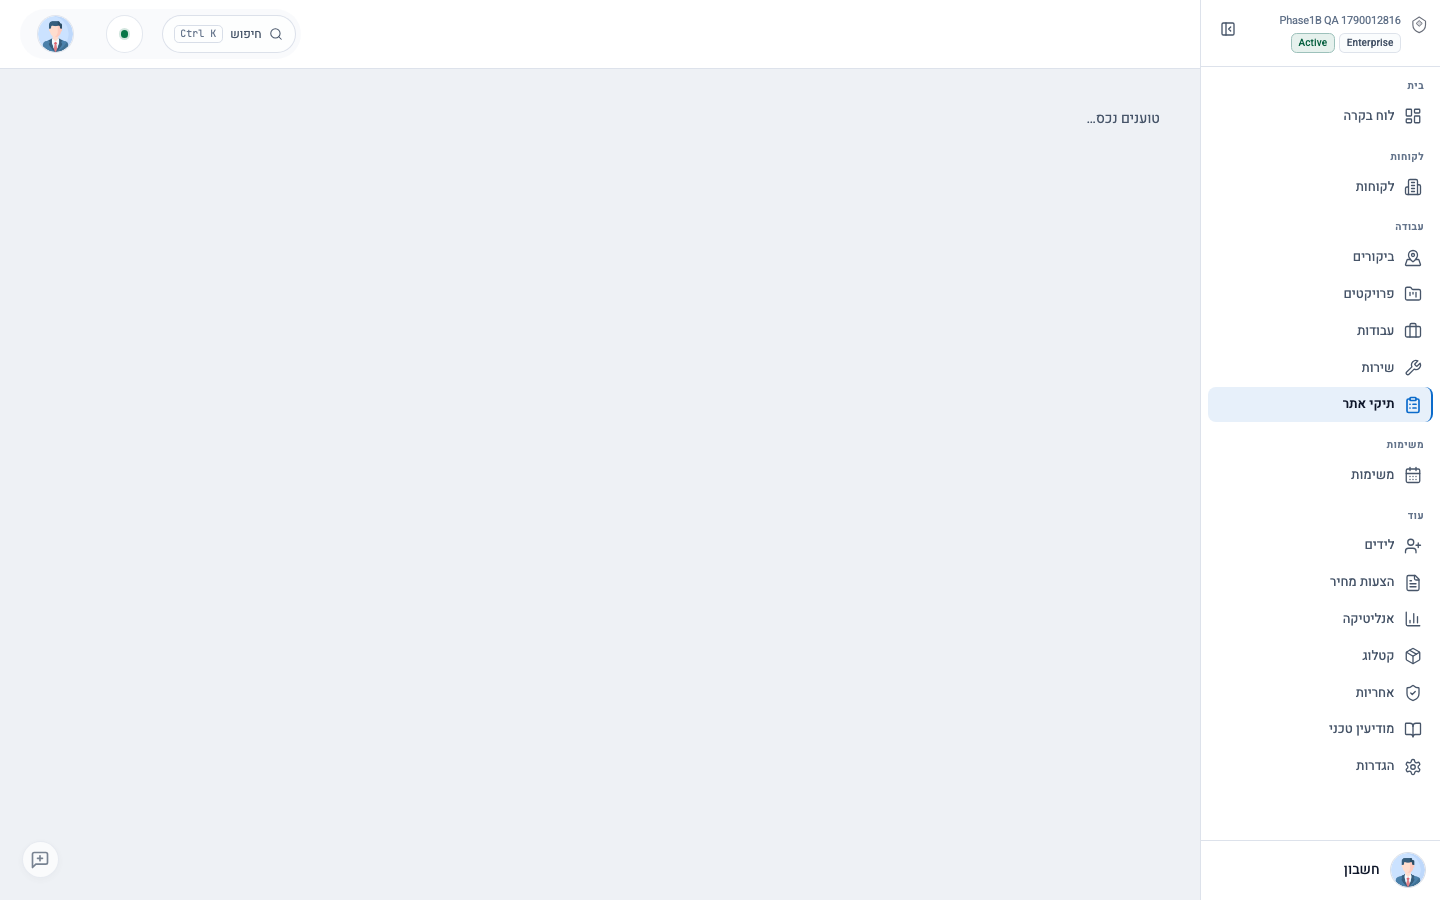 Phase1B QA 1790012816
Enterprise Active
חיפוש Ctrl K
בית
לוח בקרה
לקוחות
לקוחות
עבודה
ביקורים
פרויקטים
עבודות
שירות
תיקי אתר
משימות
משימות
עוד
לידים
הצעות מחיר
אנליטיקה
קטלוג
אחריות
מודיעין טכני
הגדרות
חשבון
טוענים נכס...